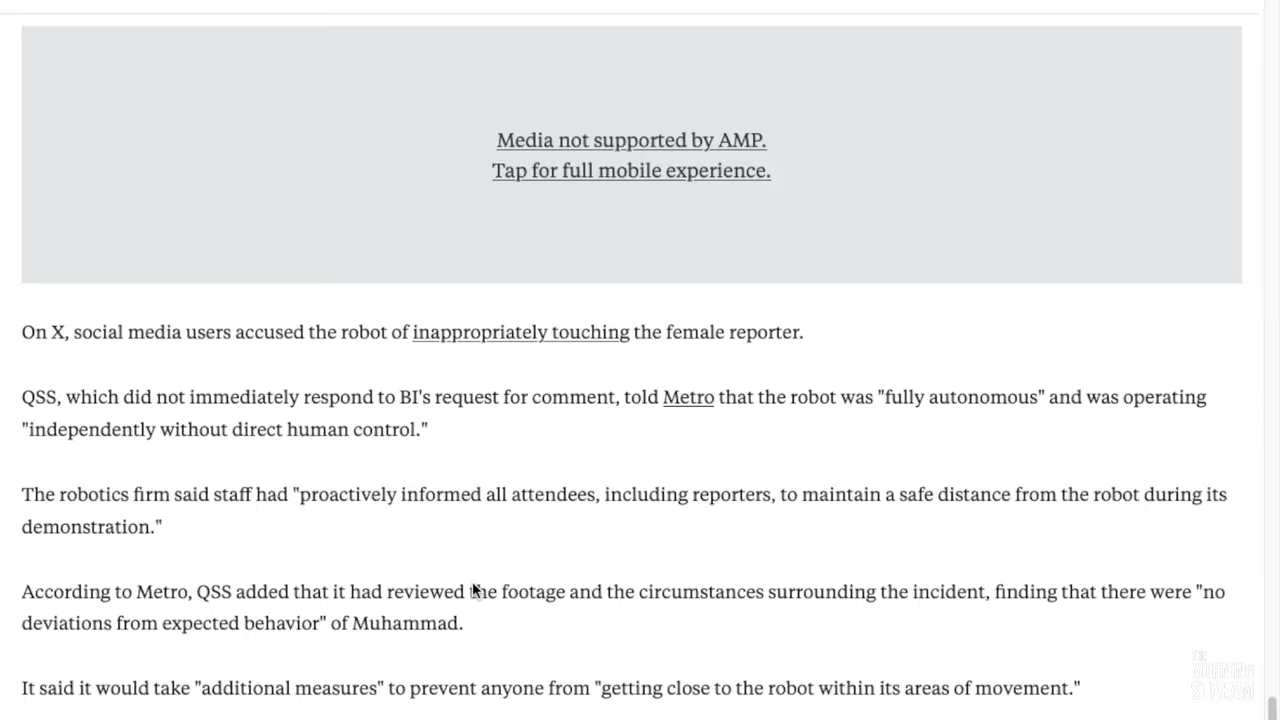 Media not supported by AMP.
Tap for full mobile experience.
On X, social media users accused the robot of inappropriately touching the female reporter.
QSS, which did not immediately respond to BI's request for comment, told Metro that the robot was "fully autonomous" and was operating
"independently without direct human control."
The robotics firm said staff had "proactively informed all attendees, including reporters, to maintain a safe distance from the robot during its
demonstration."
According to Metro, QSS added that it had reviewed the footage and the circumstances surrounding the incident, finding that there were "no
deviations from expected behavior" of Muhammad.
It said it would take "additional measures" to prevent anyone from "getting close to the robot within its areas of movement."
THE
MORNING
STREAM